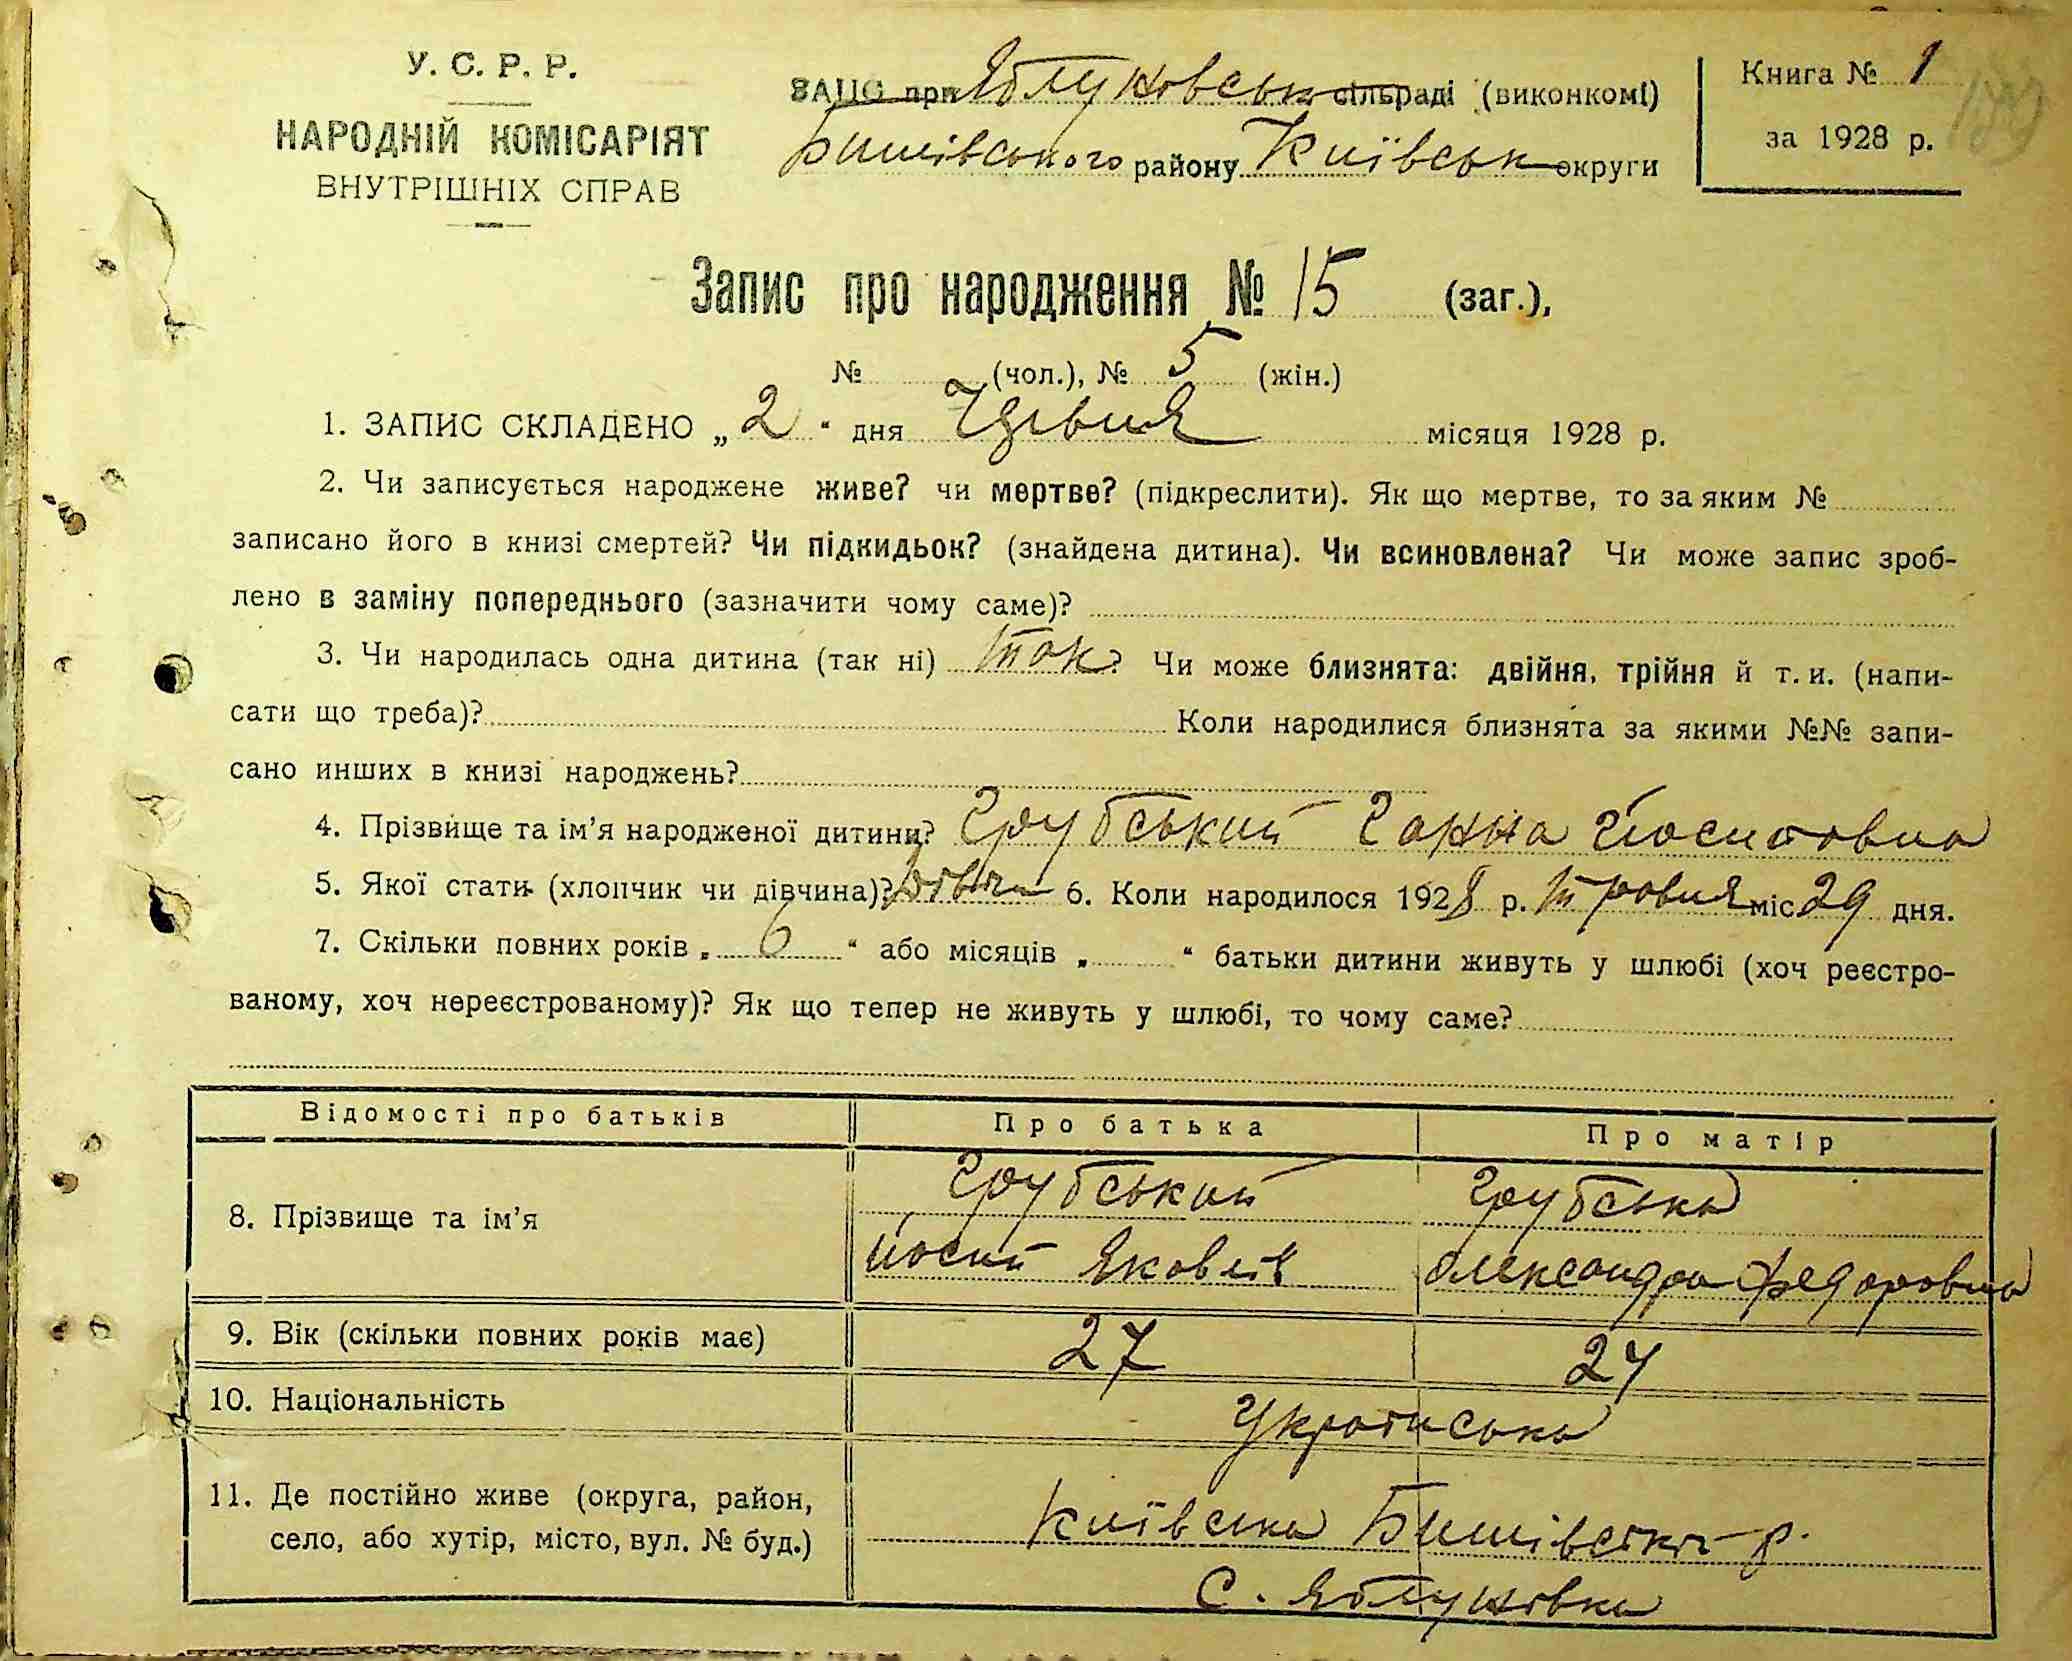 У. С. Р. Р.
НАРОДНІЙ КОМІСАРІЯТ
ВНУТРІШНІХ СПРАВ
ЗАЦС при Яблуновськ сільраді (виконкомі)
Бишівського району Київськ округи
Книга № 1
за 1928 р.
Запис про народження № 15 (заг.),
№ (чол.), № 5 (жін.)
1. ЗАПИС СКЛАДЕНО „ 2 “ дня місяця 1928 р.
2. Чи записується народжене живе? чи мертве? (підкреслити). Як що мертве, то за яким №
записано його в книзі смертей? Чи підкидьок? (знайдена дитина). Чи всиновлена? Чи може запис зроб-
лено в заміну попереднього (зазначити чому саме)?
3. Чи народилась одна дитина (так ні) так? Чи може близнята: двійня, трійня й т. и. (напи-
сати що треба)? Коли народилися близнята за якими №№ запи-
сано инших в книзі народжень?
4. Прізвище та ім'я народженої дитини? Грубський Ганна Йосиповна
5. Якої стати (хлопчик чи дівчина)? Дівчи 6. Коли народилося 1928 р. травня міс 29 дня.
7. Скільки повних років „ 6 “ або місяців „ “ батьки дитини живуть у шлюбі (хоч реєстро-
ваному, хоч нереєстрованому)? Як що тепер не живуть у шлюбі, то чому саме?
Відомості про батьків Про батька Про матір
8. Прізвище та ім'я Грубський Грубська
Йосип Яковлів Олександра Федоровна
9. Вік (скільки повних років має) 27 24
10. Національність Українська
11. Де постійно живе (округа, район, село, або хутір, місто, вул. № буд.) Київська Бишівськ р.
с. Яблуновка